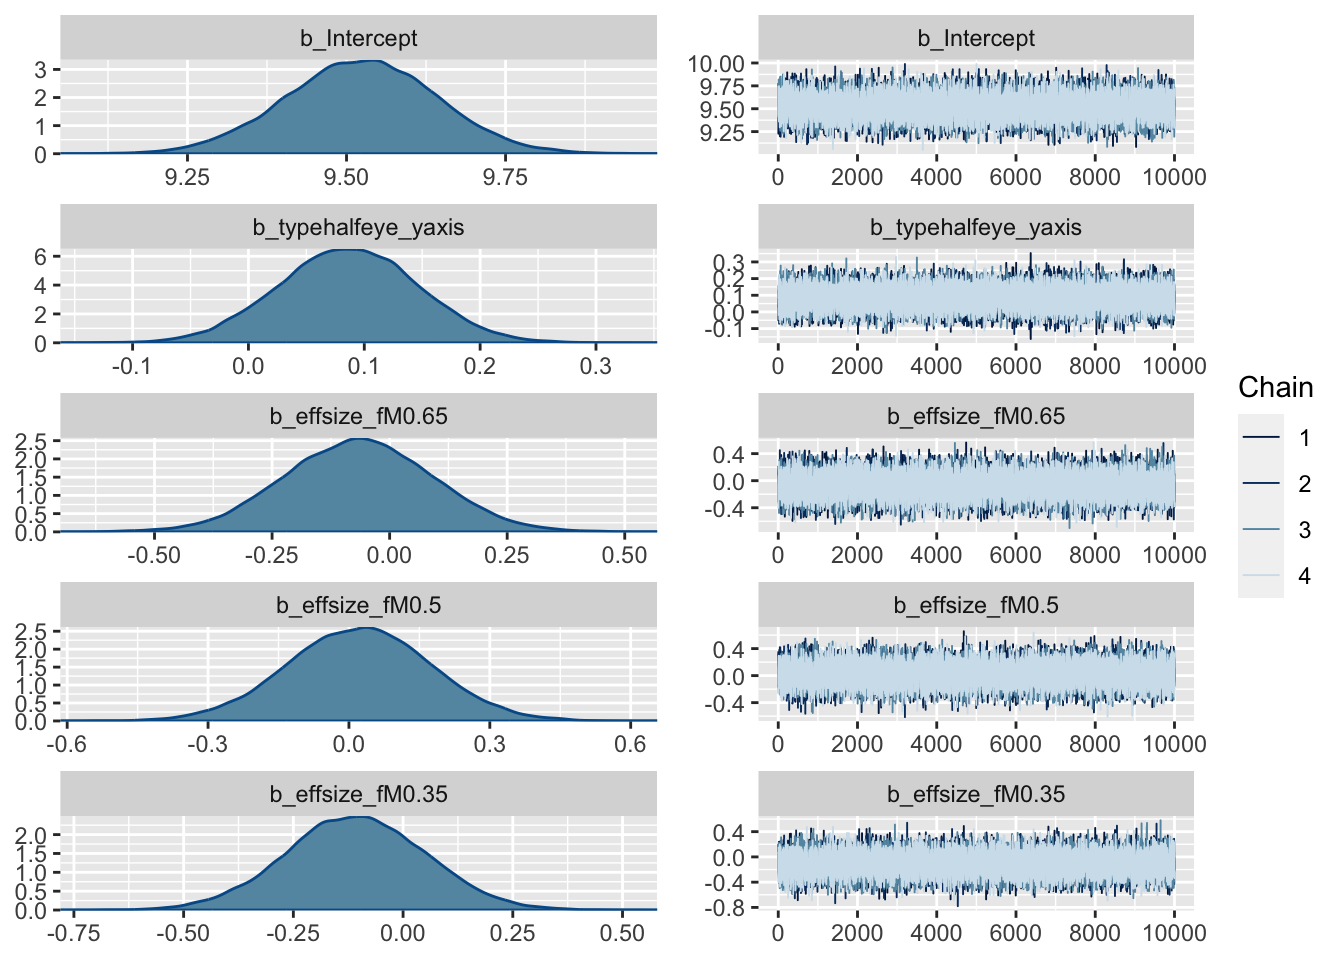 b_Intercept
3
2
1
0
9.25 9.50 9.75
b_Intercept
10.00
9.75
9.50
9.25
0 2000 4000 6000 8000 10000
b_typehalfeye_yaxis
6
4
2
0
-0.1 0.0 0.1 0.2 0.3
b_typehalfeye_yaxis
0.3
0.2
0.1
0.0
-0.1
0 2000 4000 6000 8000 10000
b_effsize_fM0.65
2.5
2.0
1.5
1.0
0.5
0.0
-0.50 -0.25 0.00 0.25 0.50
b_effsize_fM0.65
0.4
0.0
-0.4
0 2000 4000 6000 8000 10000
b_effsize_fM0.5
2.5
2.0
1.5
1.0
0.5
0.0
-0.6 -0.3 0.0 0.3 0.6
b_effsize_fM0.5
0.4
0.0
-0.4
0 2000 4000 6000 8000 10000
b_effsize_fM0.35
2.0
1.5
1.0
0.5
0.0
-0.75 -0.50 -0.25 0.00 0.25 0.50
b_effsize_fM0.35
0.4
0.0
-0.4
-0.8
0 2000 4000 6000 8000 10000
Chain
1
2
3
4